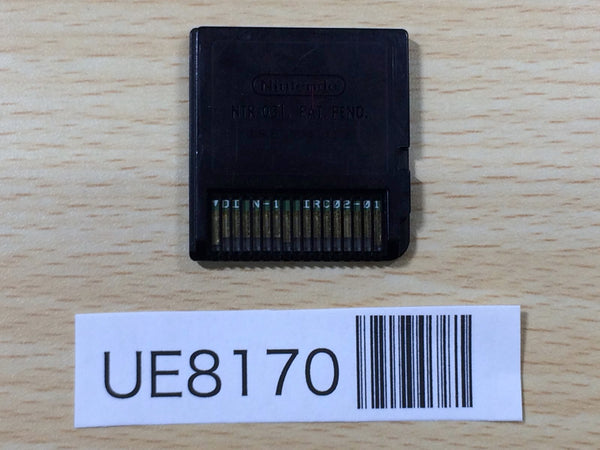 Nintendo
NTR-031. PAT. PEND.
▼DI N-1 IRC02-01
UE8170